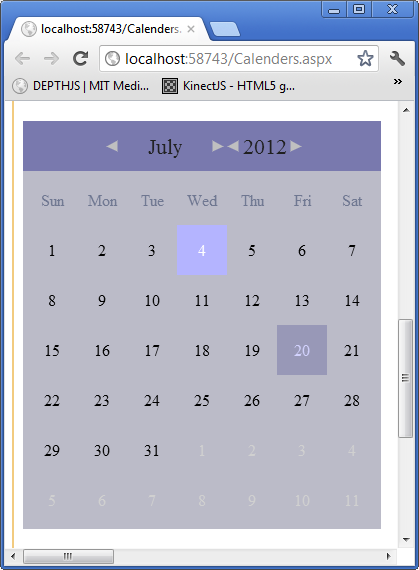 localhost:58743/Calenders.
localhost:58743/Calenders.aspx
DEPTHJS | MIT Medi... KinectJS - HTML5 g... »
July 2012
Sun Mon Tue Wed Thu Fri Sat
1 2 3 4 5 6 7
8 9 10 11 12 13 14
15 16 17 18 19 20 21
22 23 24 25 26 27 28
29 30 31 1 2 3 4
5 6 7 8 9 10 11